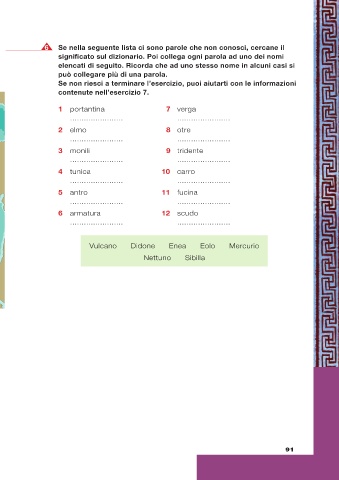 6 Se nella seguente lista ci sono parole che non conosci, cercane il
significato sul dizionario. Poi collega ogni parola ad uno dei nomi
elencati di seguito. Ricorda che ad uno stesso nome in alcuni casi si
può collegare più di una parola.
Se non riesci a terminare l'esercizio, puoi aiutarti con le informazioni
contenute nell'esercizio 7.
1 portantina
.......................
2 elmo
.......................
3 monili
.......................
4 tunica
.......................
5 antro
.......................
6 armatura
.......................
7 verga
.......................
8 otre
.......................
9 tridente
.......................
10 carro
.......................
11 fucina
.......................
12 scudo
.......................
Vulcano Didone Enea Eolo Mercurio
Nettuno Sibilla
91